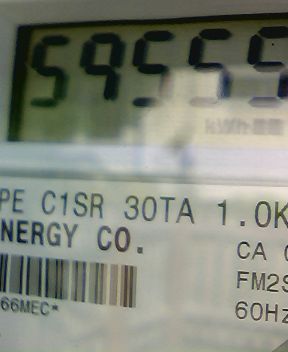 59555
kWh
PE C1SR 30TA 1.0K
NERGY CO.
CA
FM2S
66MEC*
60Hz